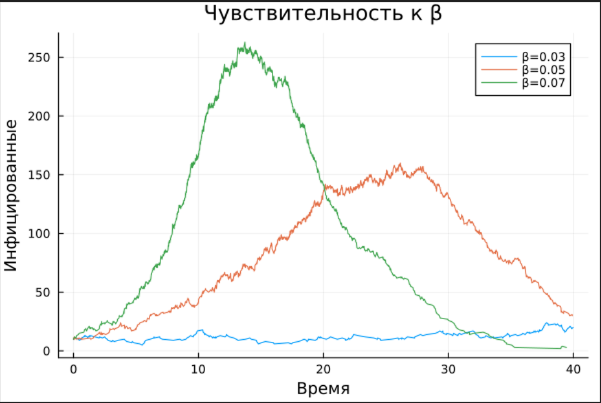 Чувствительность к β
Инфицированные
250
200
150
100
50
0
β=0.03
β=0.05
β=0.07
0 10 20 30 40
Время